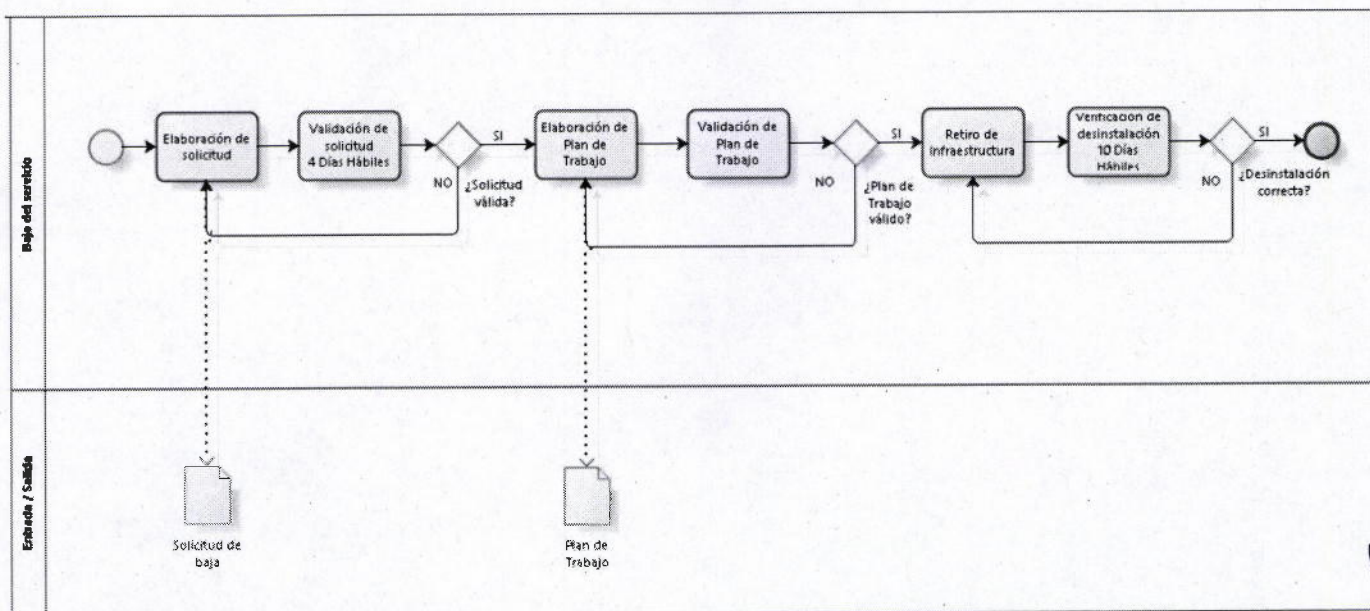 Baja del servicio
Elaboración de
solicitud
Validación de
solicitud
4 Días Hábiles
SI
NO
¿Solicitud
válida?
Elaboración de
Plan de
Trabajo
Validación de
Plan de
Trabajo
SI
NO
¿Plan de
Trabajo
válido?
Retiro de
Infraestructura
Verificación de
desinstalación
10 Días
Hábiles
SI
NO
¿Desinstalación
correcta?
Entrada / Salida
Solicitud de
baja
Plan de
Trabajo